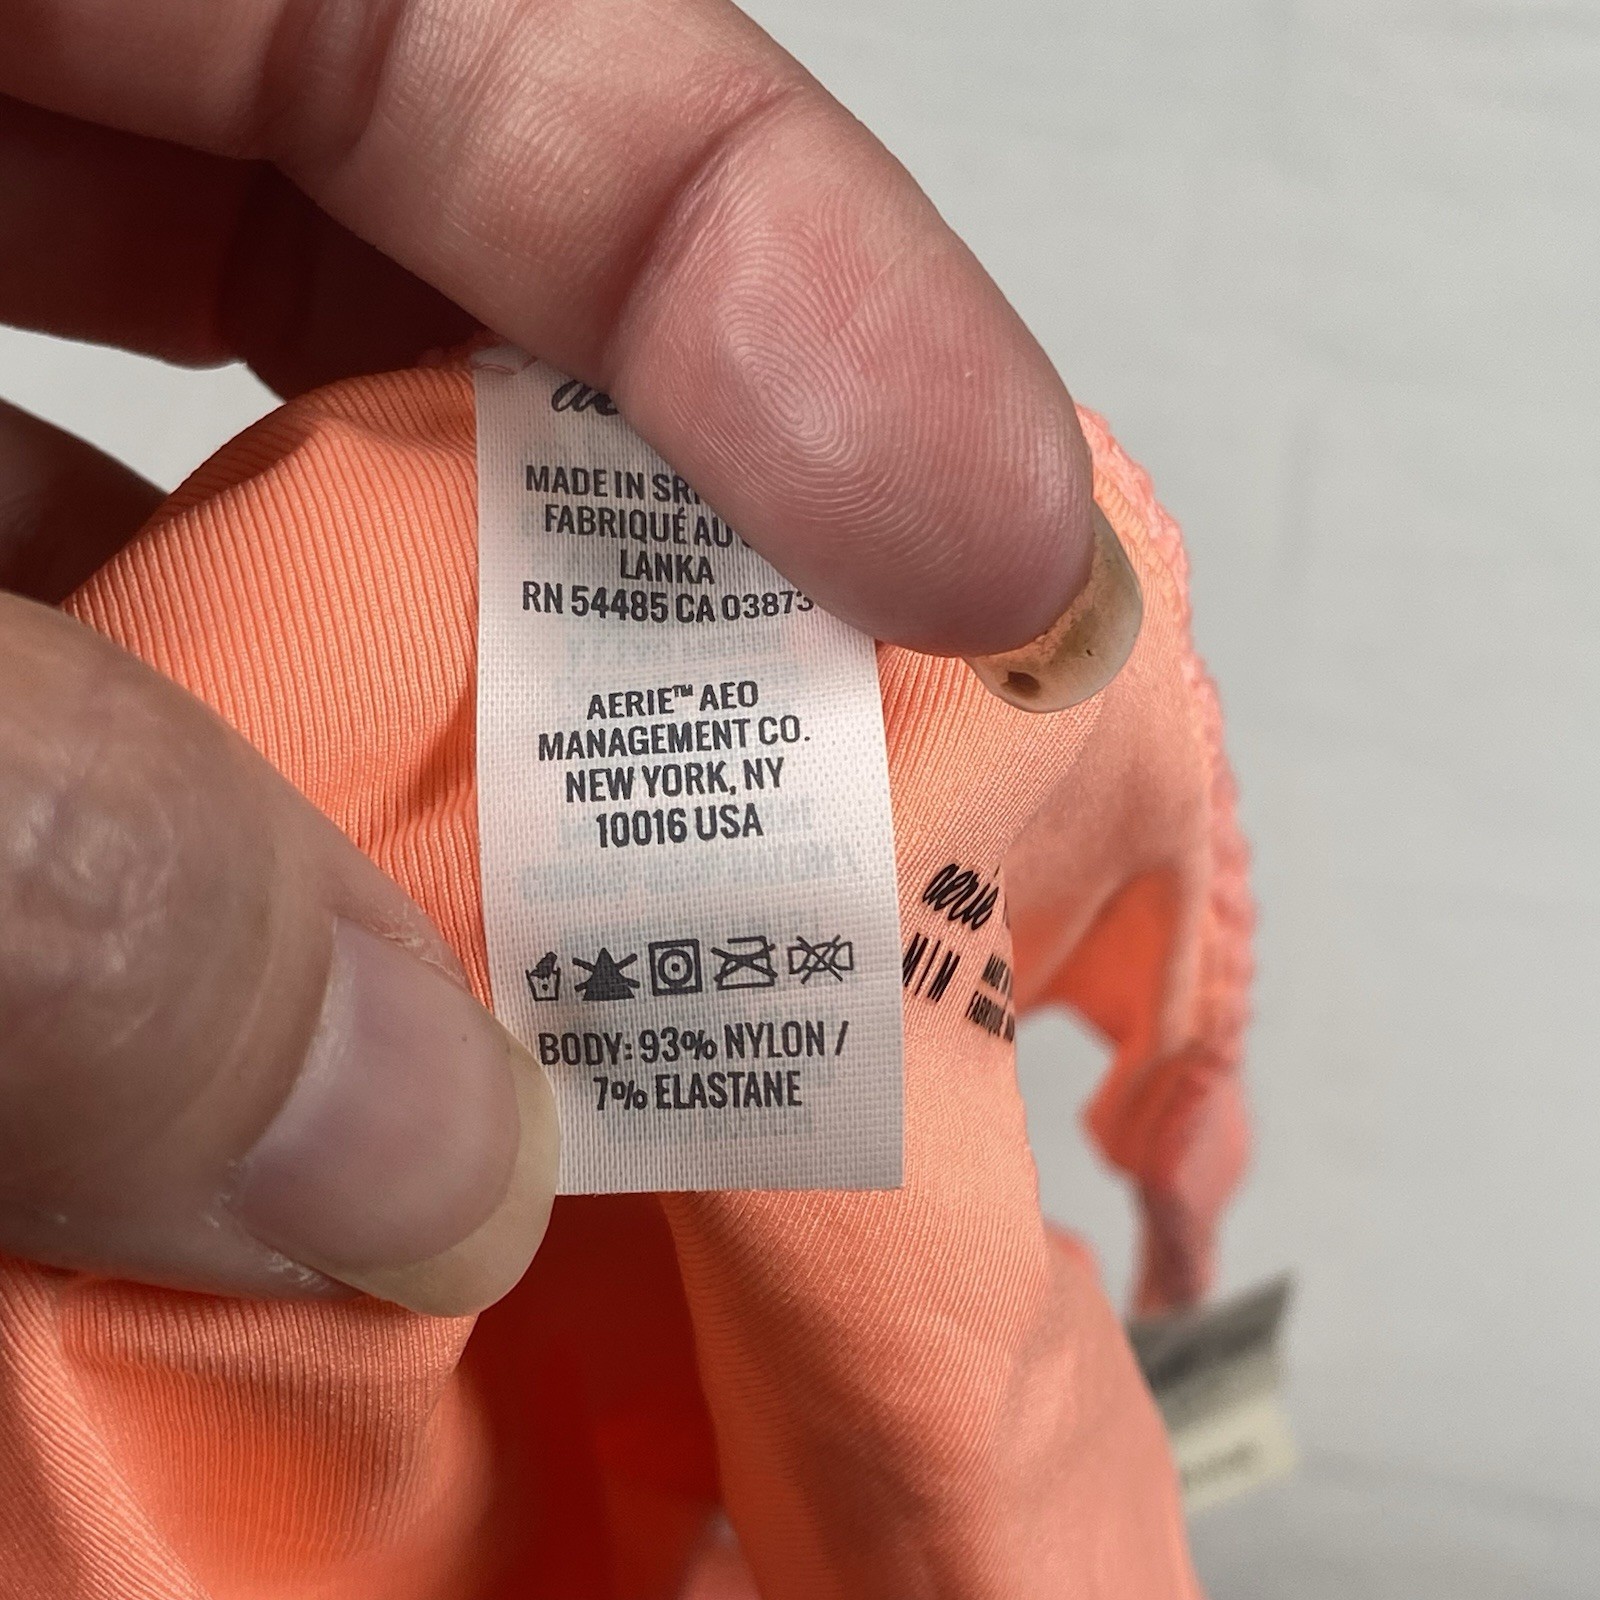 MADE IN
FABRIQUÉ AU
LANKA
RN 54485 CA 03873
AERIE™ AEO
MANAGEMENT CO.
NEW YORK, NY
10016 USA
BODY: 93% NYLON /
7% ELASTANE
aerie